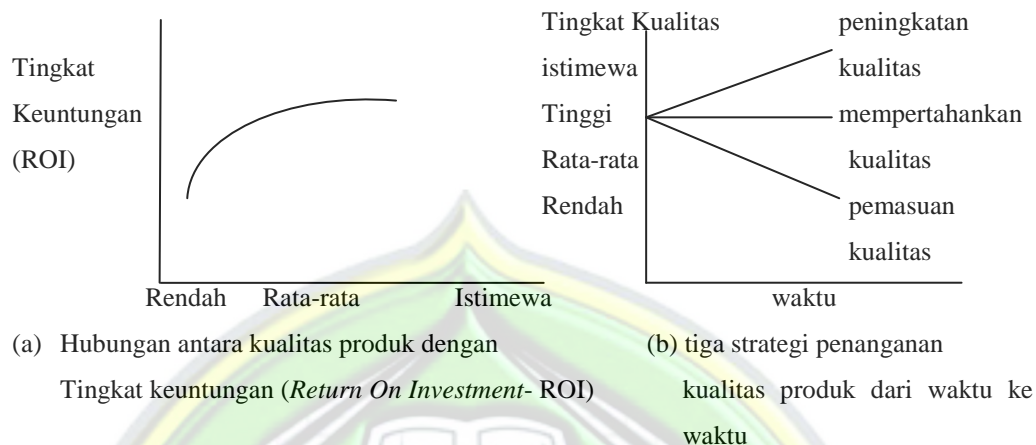 Tingkat
Keuntungan
(ROI)
Rendah Rata-rata Istimewa
(a) Hubungan antara kualitas produk dengan
Tingkat keuntungan (Return On Investment- ROI)
Tingkat Kualitas peningkatan
istimewa kualitas
Tinggi mempertahankan
Rata-rata kualitas
Rendah pemasuan
kualitas
waktu
(b) tiga strategi penanganan
kualitas produk dari waktu ke
waktu